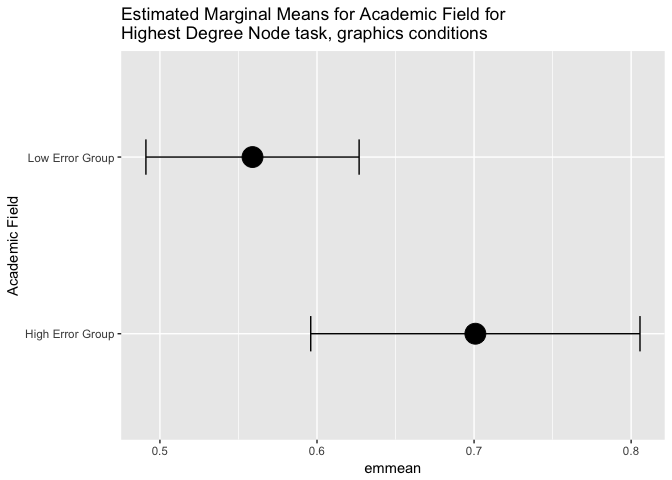 Estimated Marginal Means for Academic Field for
Highest Degree Node task, graphics conditions
Academic Field
Low Error Group
High Error Group
0.5 0.6 0.7 0.8
emmean